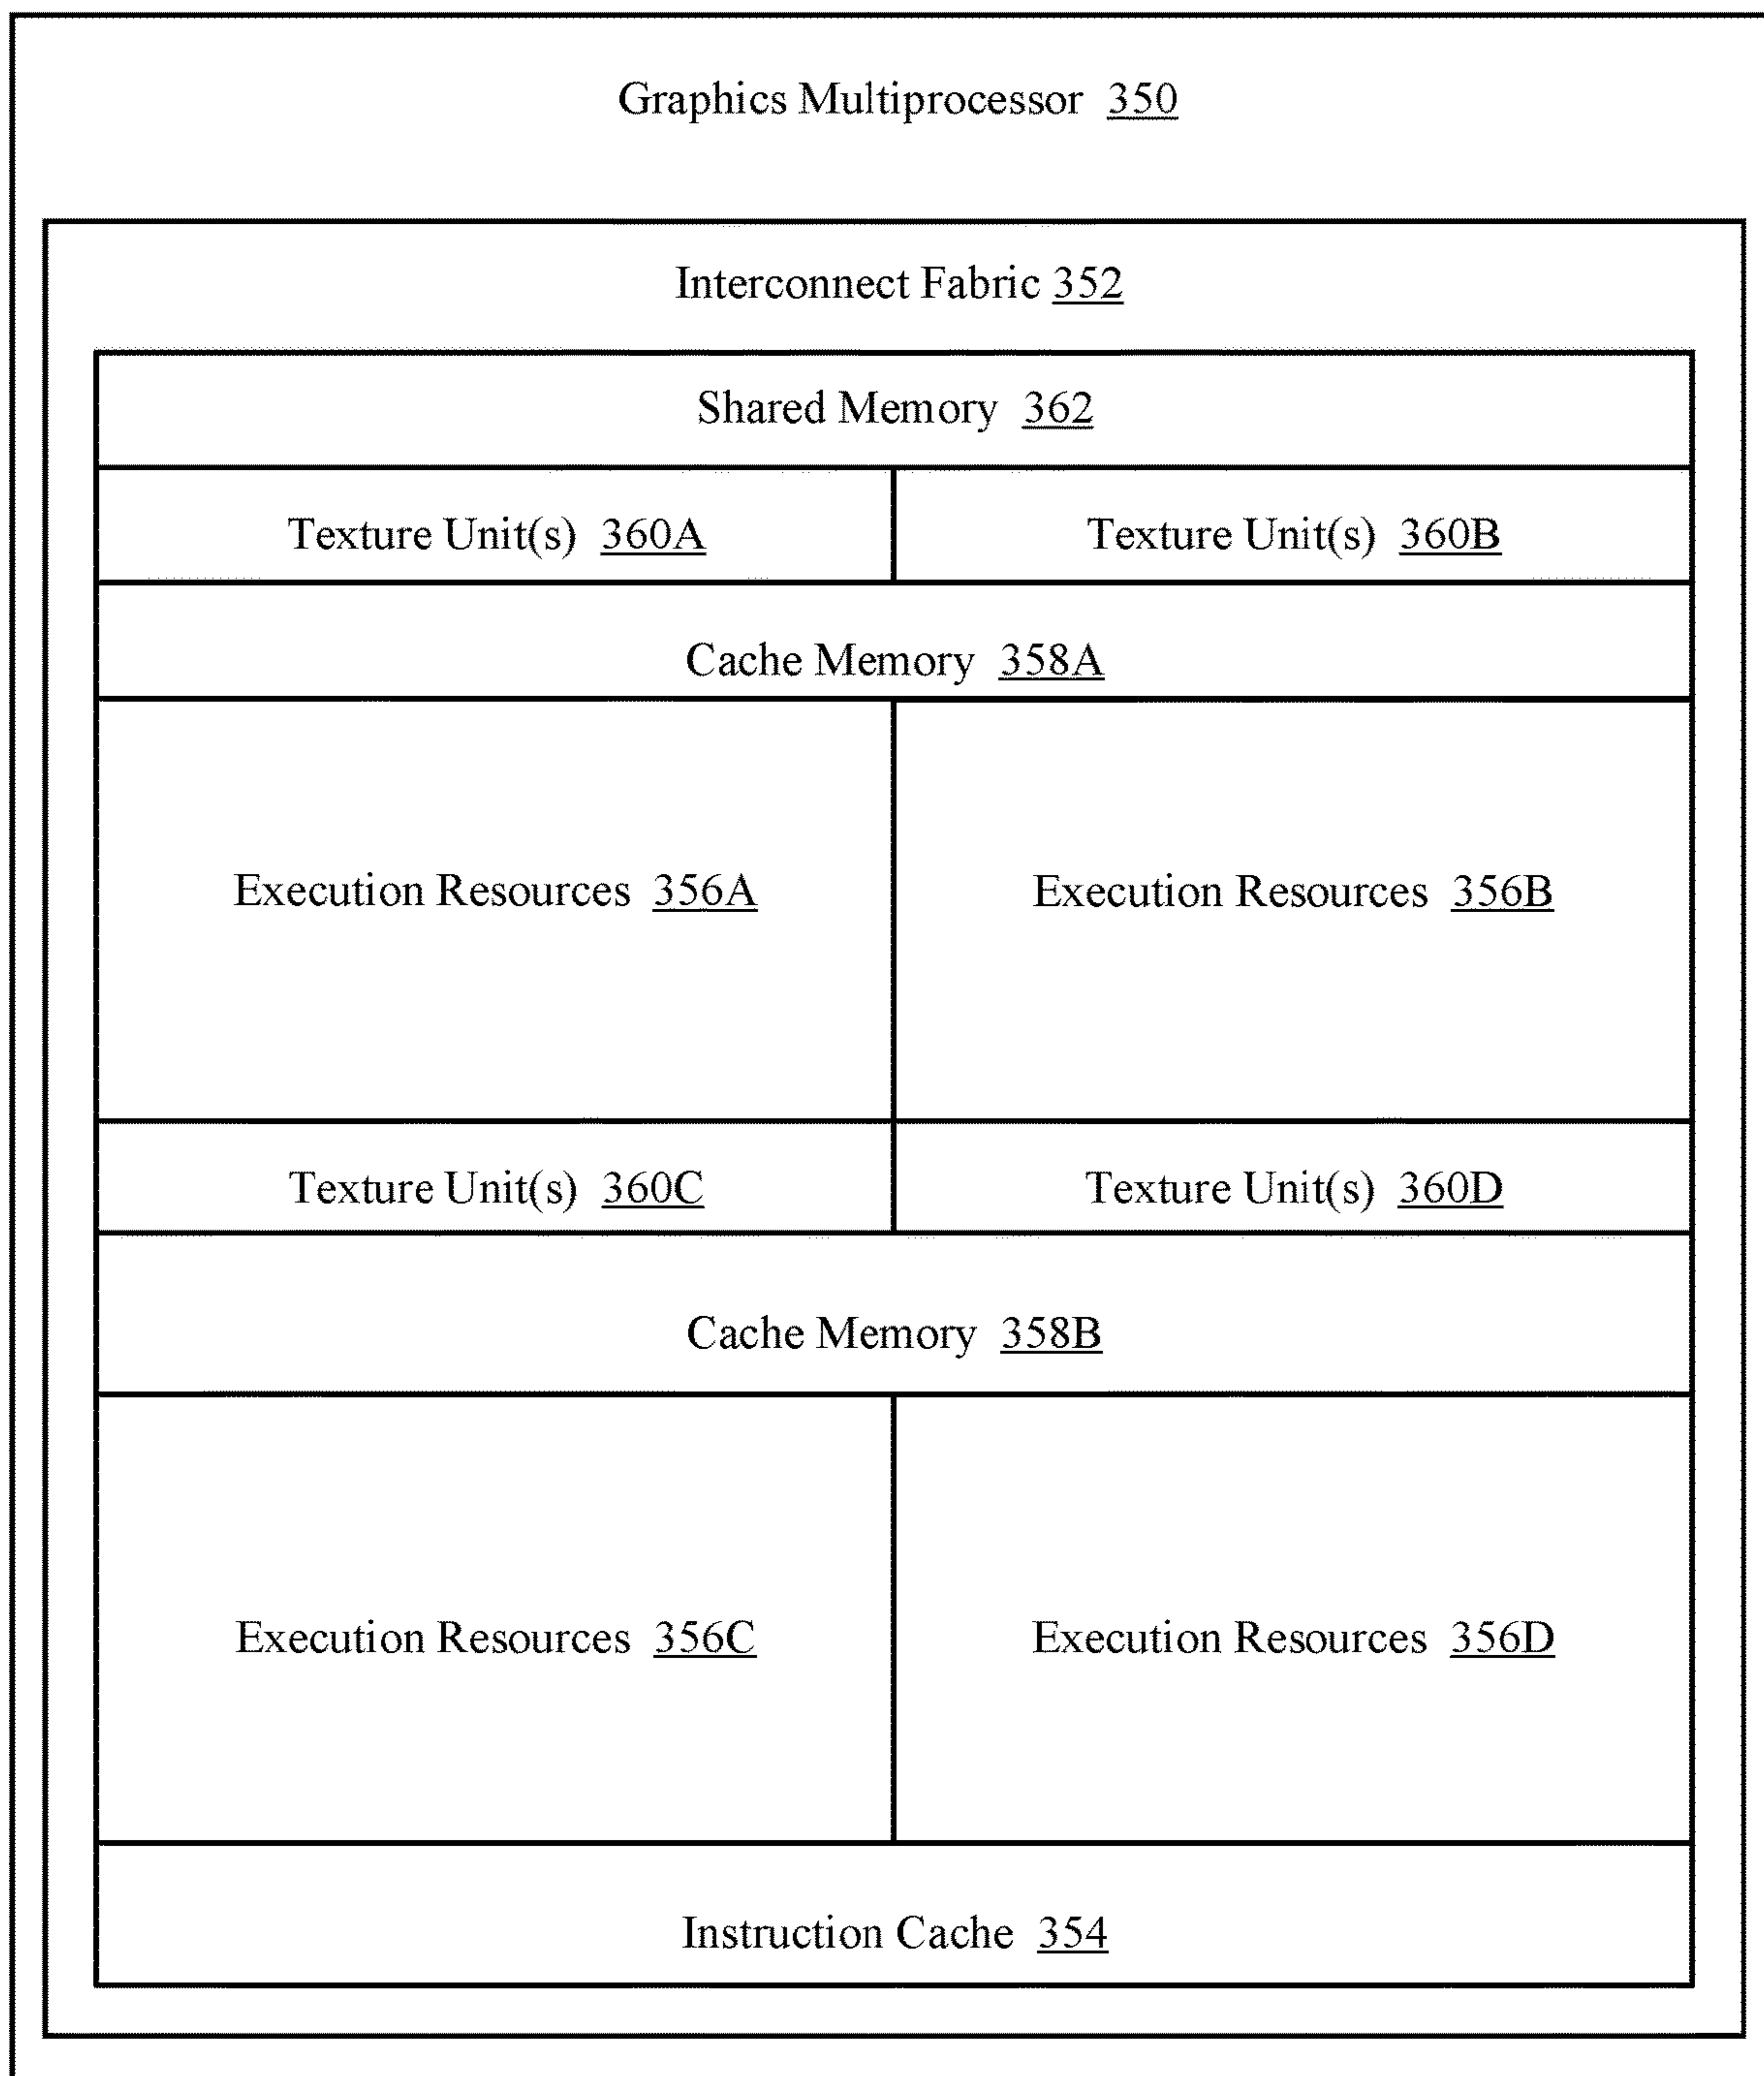 Graphics Multiprocessor 350
Interconnect Fabric 352
Shared Memory 362
Texture Unit(s) 360A
Texture Unit(s) 360B
Cache Memory 358A
Execution Resources 356A
Execution Resources 356B
Texture Unit(s) 360C
Texture Unit(s) 360D
Cache Memory 358B
Execution Resources 356C
Execution Resources 356D
Instruction Cache 354